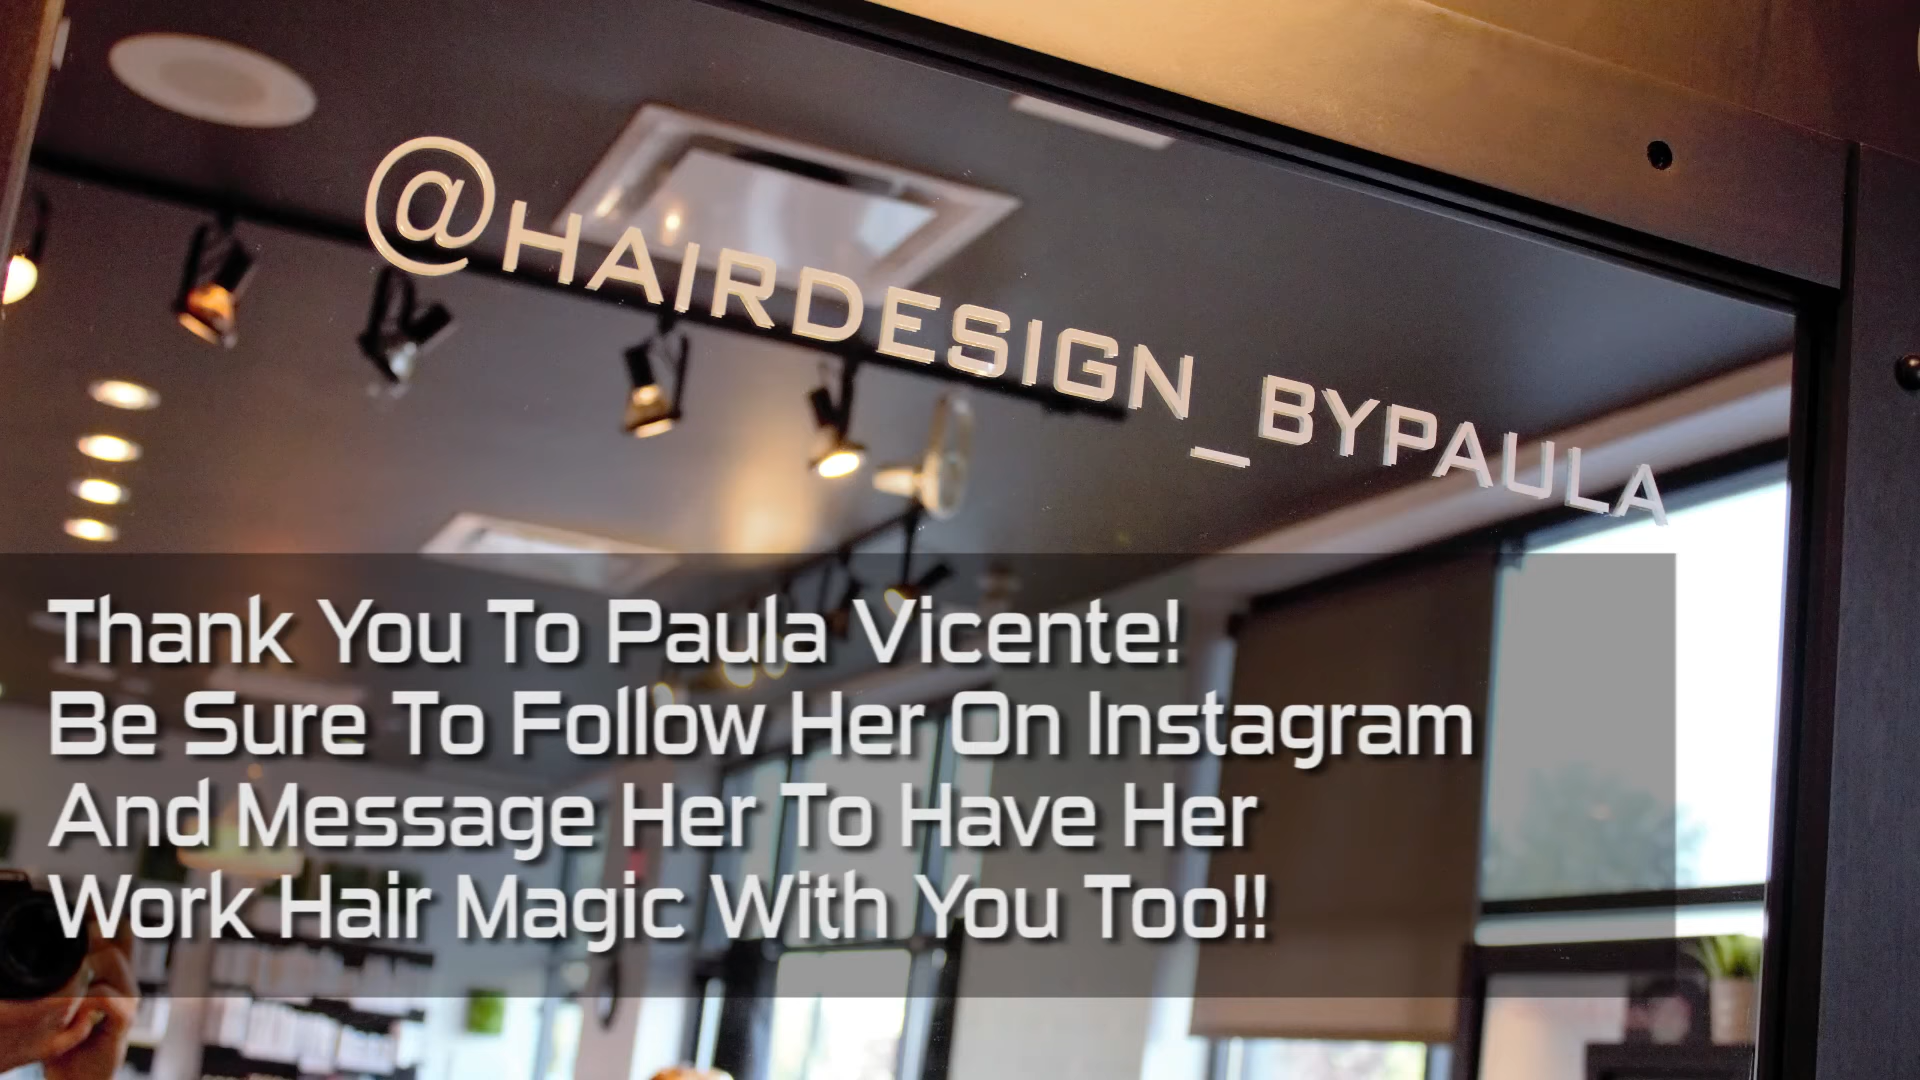 @HAIRDESIGN_BYPAULA
Thank You To Paula Vicente!
Be Sure To Follow Her On Instagram
And Message Her To Have Her
Work Hair Magic With You Too!!